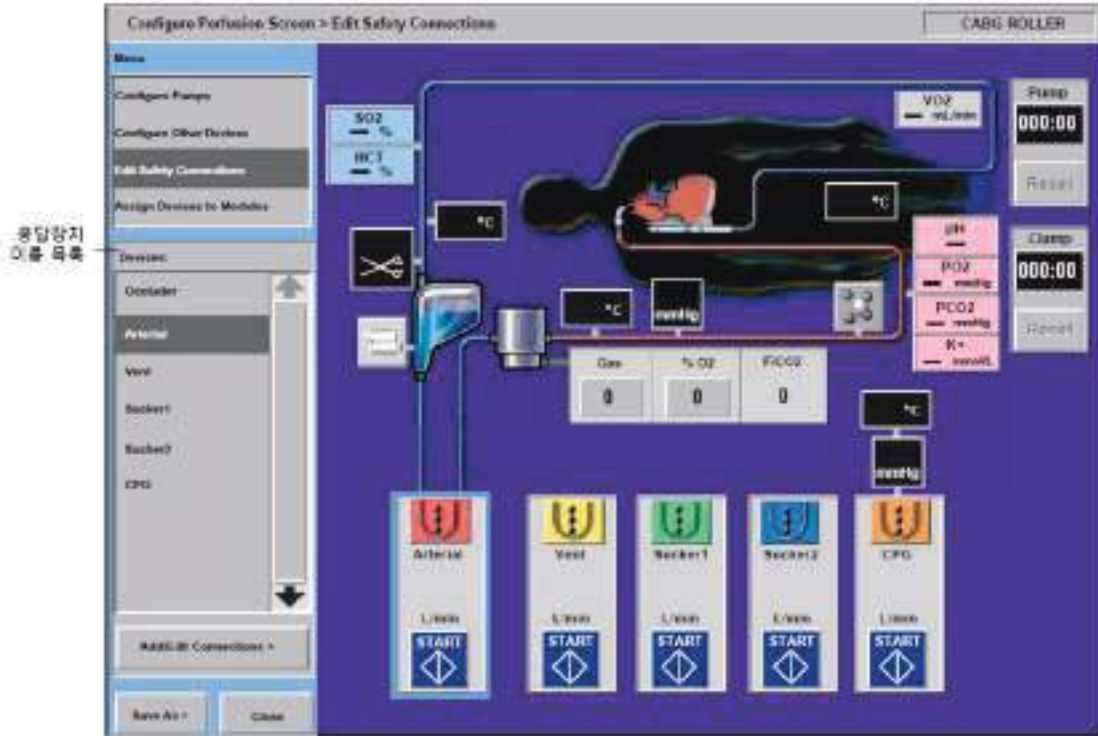 Configure Perfusion Screen > Edit Safety Connections
CABG ROLLER
Menu
Configure Pumps
Configure Other Devices
Edit Safety Connections
Assign Devices to Modules
응답장치
이름 목록
Devices
Occluder
Arterial
Vent
Sucker1
Sucker2
CPG
Add/Edit Connections >
Save As >
Close
SO2
— %
HCT
— %
°C
VO2
— mL/min
°C
Pump
000:00
Reset
Clamp
000:00
Reset
pH
—
PO2
— mmHg
PCO2
— mmHg
K+
— mmol/L
°C
mmHg
Gas
% O2
FiCO2
0
0
0
°C
mmHg
Arterial
L/min
START
Vent
L/min
START
Sucker1
L/min
START
Sucker2
L/min
START
CPG
L/min
START